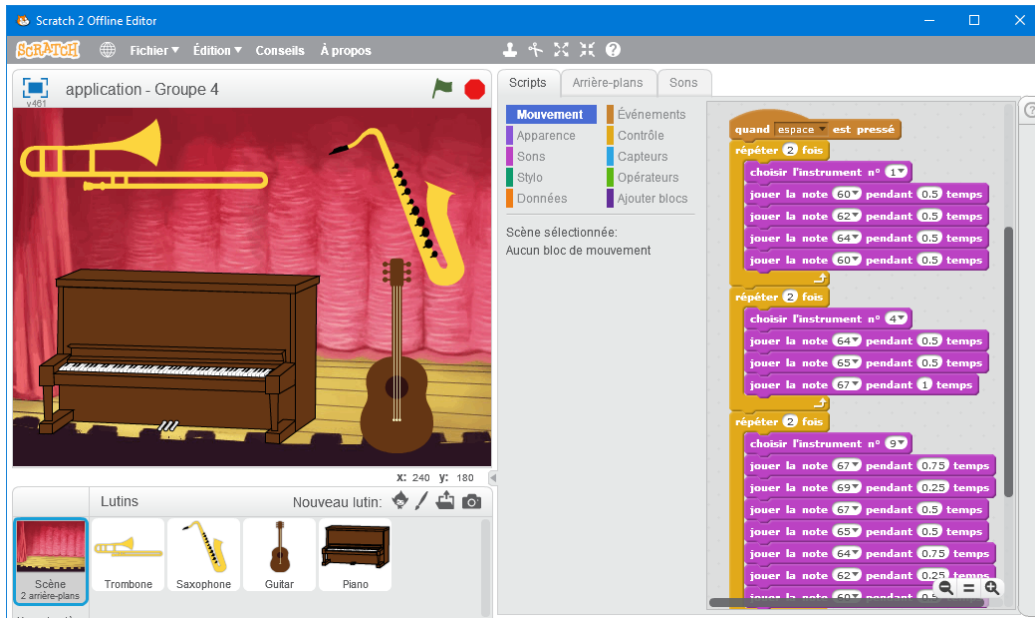 Scratch 2 Offline Editor
SCRATCH Fichier Édition Conseils À propos
v461 application - Groupe 4
x: 240 y: 180
Lutins Nouveau lutin:
Scène
2 arrière-plans
Trombone
Saxophone
Guitar
Piano
Scripts Arrière-plans Sons
Mouvement Événements
Apparence Contrôle
Sons Capteurs
Stylo Opérateurs
Données Ajouter blocs
Scène sélectionnée:
Aucun bloc de mouvement
quand espace est pressé
répéter 2 fois
choisir l'instrument nº 1
jouer la note 60 pendant 0.5 temps
jouer la note 62 pendant 0.5 temps
jouer la note 64 pendant 0.5 temps
jouer la note 60 pendant 0.5 temps
répéter 2 fois
choisir l'instrument nº 4
jouer la note 64 pendant 0.5 temps
jouer la note 65 pendant 0.5 temps
jouer la note 67 pendant 1 temps
répéter 2 fois
choisir l'instrument nº 9
jouer la note 67 pendant 0.75 temps
jouer la note 69 pendant 0.25 temps
jouer la note 67 pendant 0.5 temps
jouer la note 65 pendant 0.5 temps
jouer la note 64 pendant 0.75 temps
jouer la note 62 pendant 0.25 temps
jouer la note 60 pendant